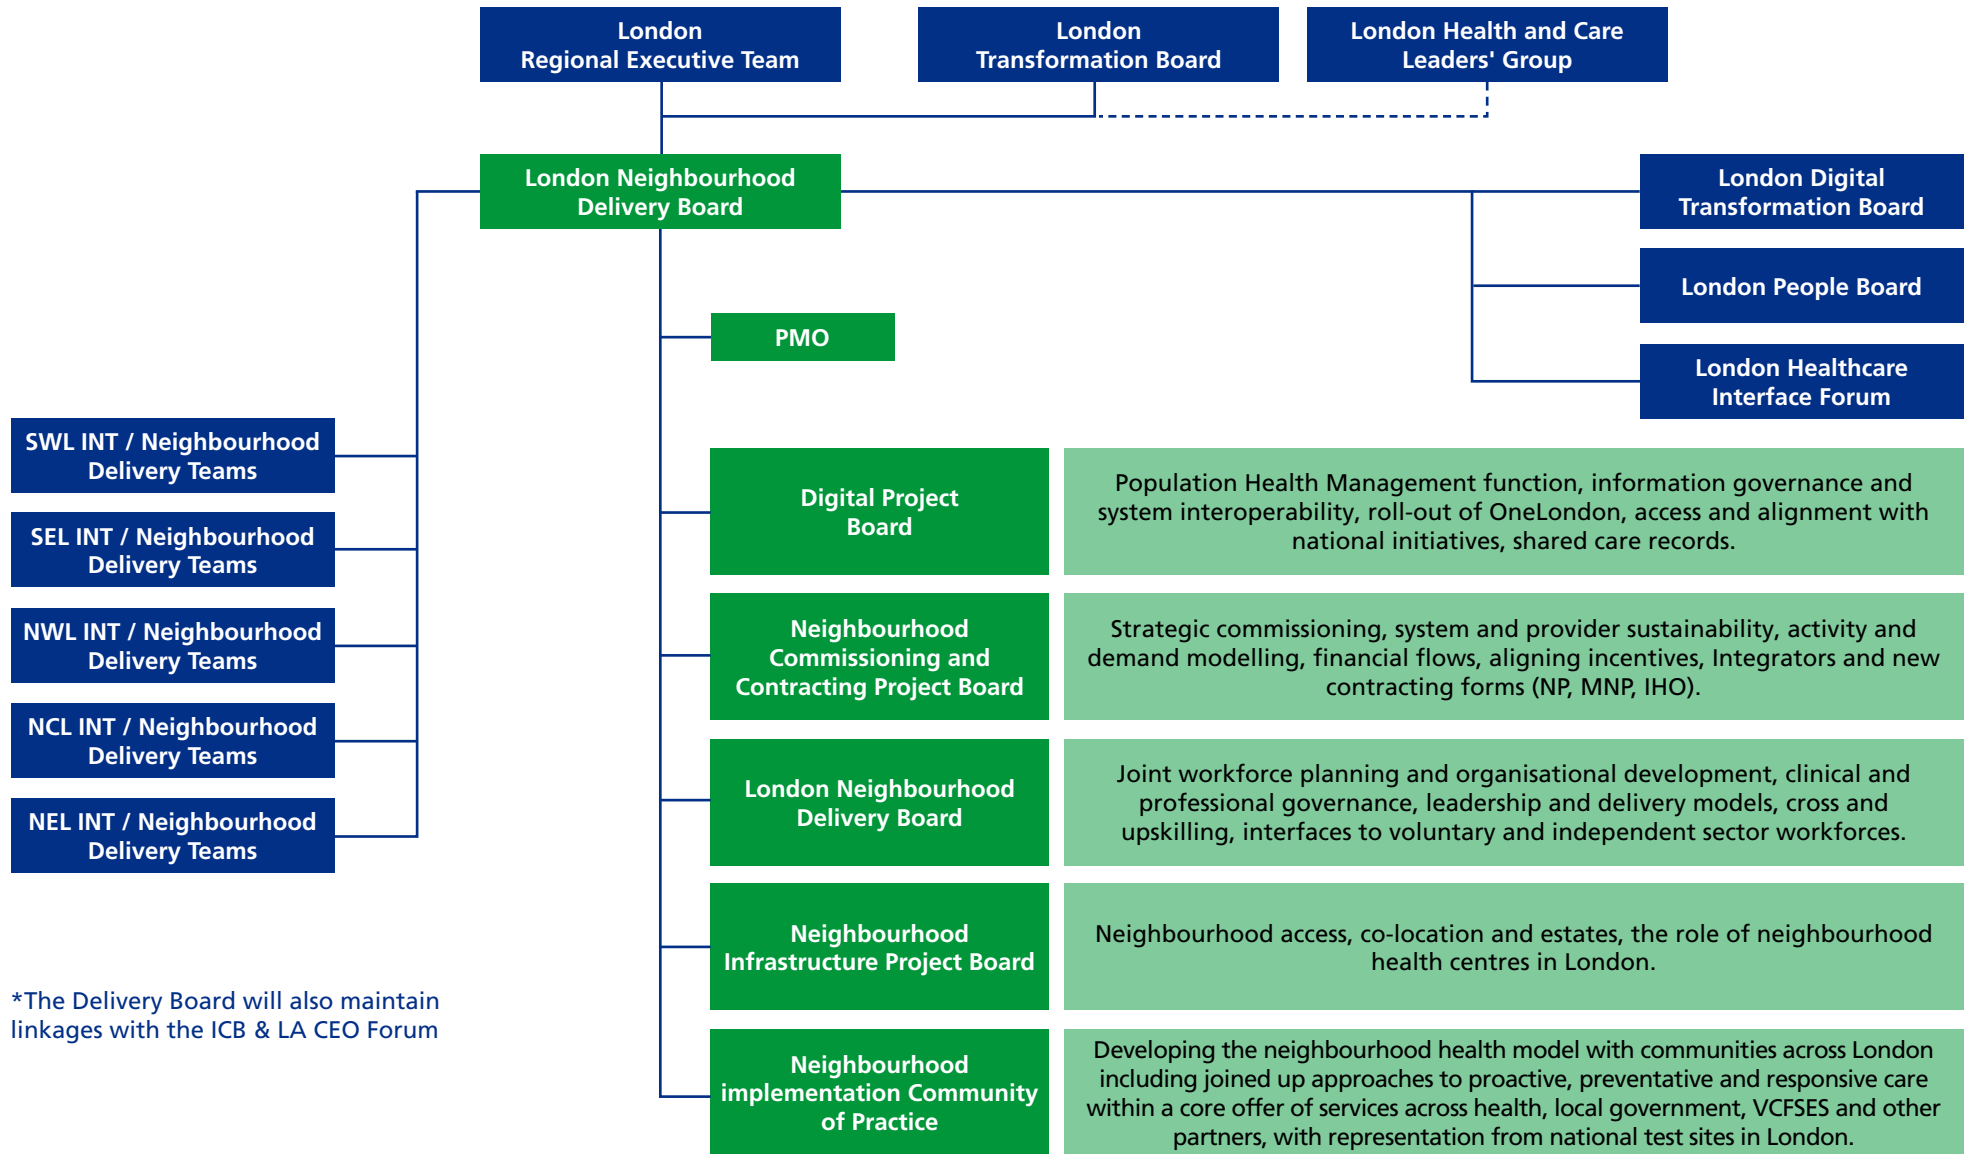 London
Regional Executive Team
London
Transformation Board
London Health and Care
Leaders' Group
London Neighbourhood
Delivery Board
London Digital
Transformation Board
London People Board
London Healthcare
Interface Forum
PMO
SWL INT / Neighbourhood
Delivery Teams
SEL INT / Neighbourhood
Delivery Teams
NWL INT / Neighbourhood
Delivery Teams
NCL INT / Neighbourhood
Delivery Teams
NEL INT / Neighbourhood
Delivery Teams
Digital Project
Board
Population Health Management function, information governance and
system interoperability, roll-out of OneLondon, access and alignment with
national initiatives, shared care records.
Neighbourhood
Commissioning and
Contracting Project Board
Strategic commissioning, system and provider sustainability, activity and
demand modelling, financial flows, aligning incentives, Integrators and new
contracting forms (NP, MNP, IHO).
London Neighbourhood
Delivery Board
Joint workforce planning and organisational development, clinical and
professional governance, leadership and delivery models, cross and
upskilling, interfaces to voluntary and independent sector workforces.
Neighbourhood
Infrastructure Project Board
Neighbourhood access, co-location and estates, the role of neighbourhood
health centres in London.
Neighbourhood
implementation Community
of Practice
Developing the neighbourhood health model with communities across London
including joined up approaches to proactive, preventative and responsive care
within a core offer of services across health, local government, VCFSES and other
partners, with representation from national test sites in London.
*The Delivery Board will also maintain
linkages with the ICB & LA CEO Forum